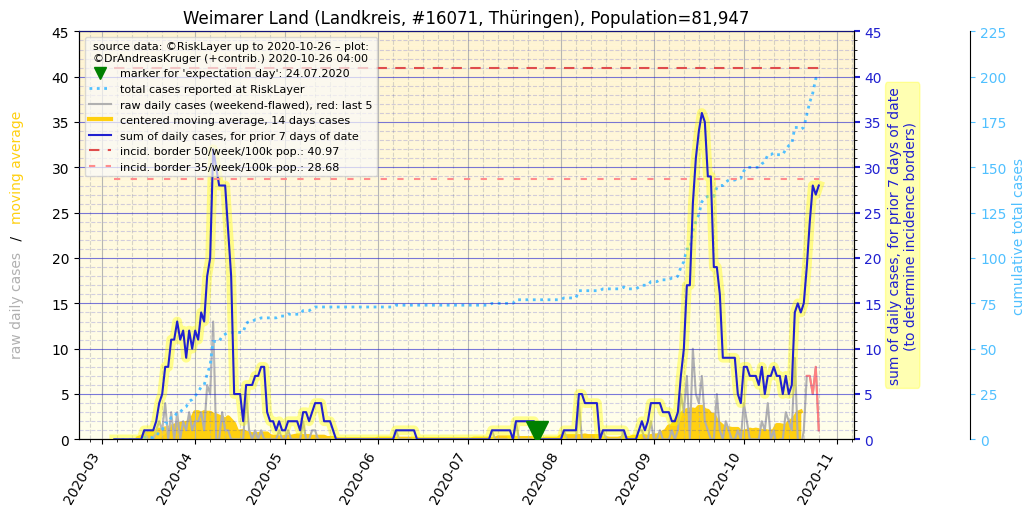 Weimarer Land (Landkreis, #16071, Thüringen), Population=81,947
source data: ©RiskLayer up to 2020-10-26 – plot:
©DrAndreasKruger (+contrib.) 2020-10-26 04:00
marker for 'expectation day': 24.07.2020
total cases reported at RiskLayer
raw daily cases (weekend-flawed), red: last 5
centered moving average, 14 days cases
sum of daily cases, for prior 7 days of date
incid. border 50/week/100k pop.: 40.97
incid. border 35/week/100k pop.: 28.68
raw daily cases / moving average
45
40
35
30
25
20
15
10
5
0
2020-03
2020-04
2020-05
2020-06
2020-07
2020-08
2020-09
2020-10
2020-11
45
40
35
30
25
20
15
10
5
0
sum of daily cases, for prior 7 days of date
(to determine incidence borders)
225
200
175
150
125
100
75
50
25
0
cumulative total cases